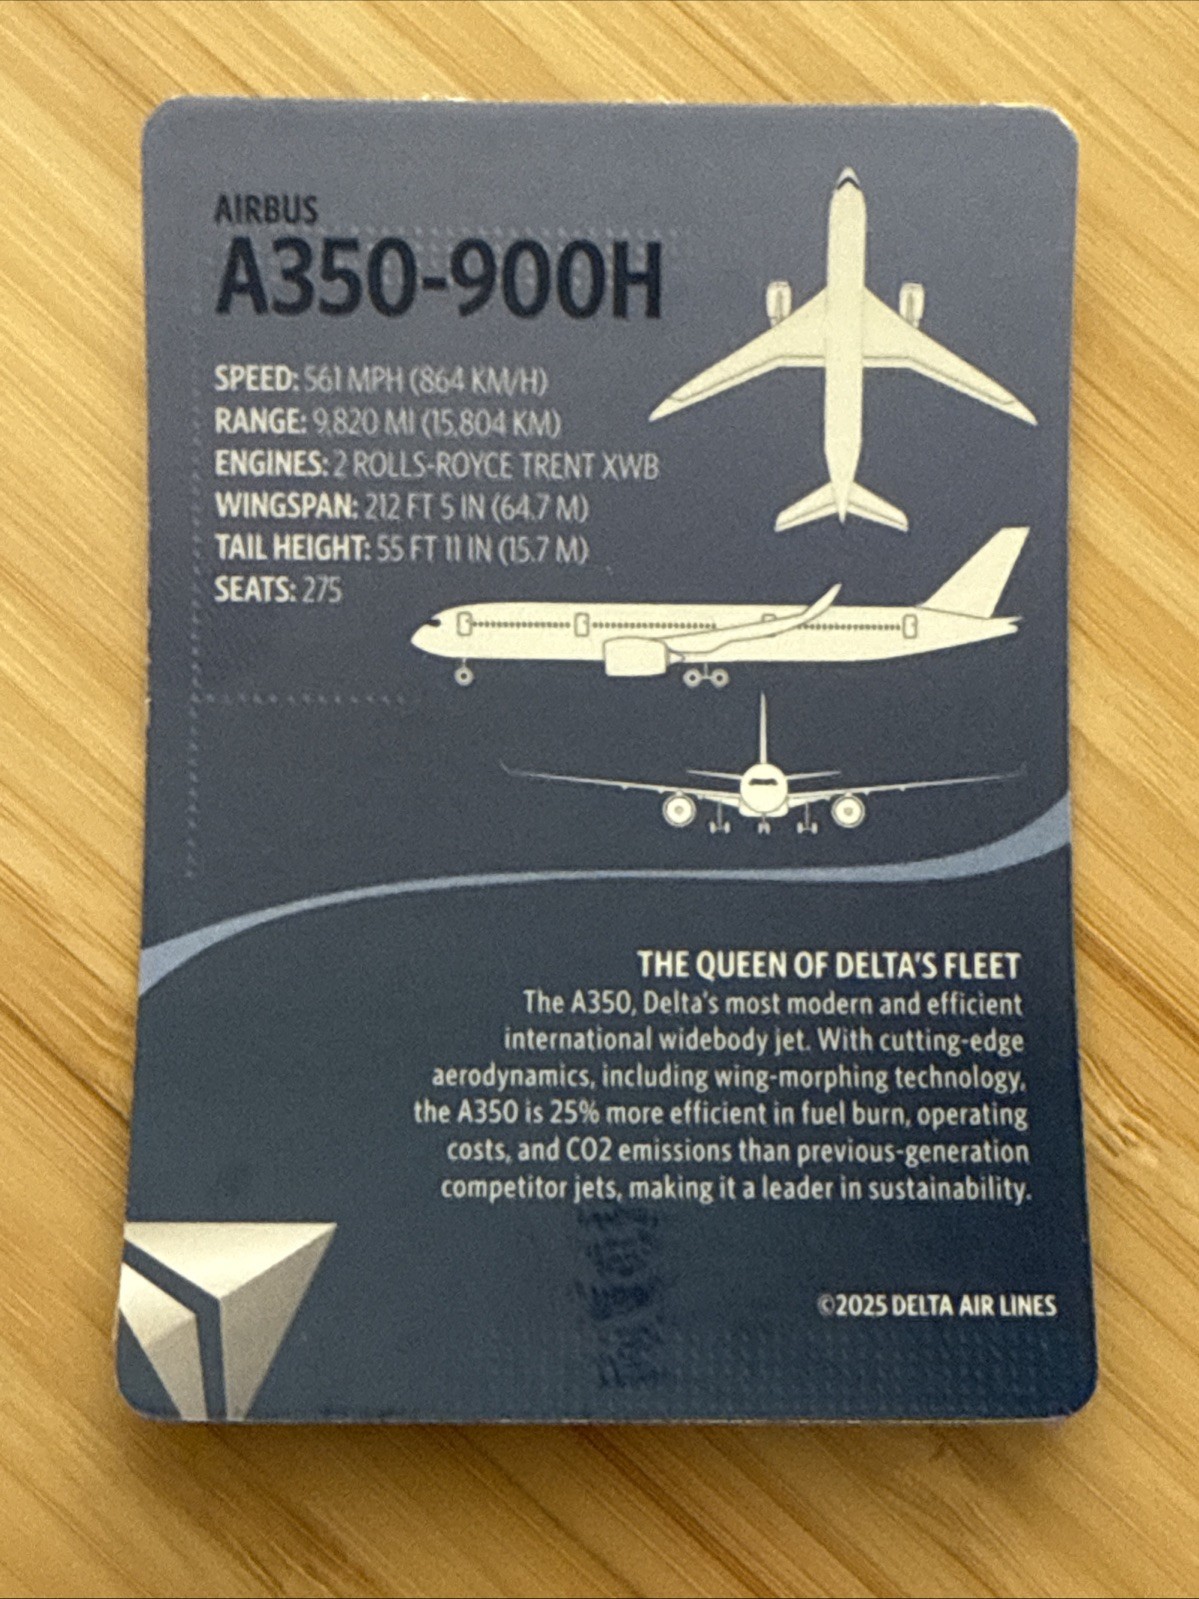 AIRBUS
A350-900H
SPEED: 561 MPH (864 KM/H)
RANGE: 9,820 MI (15,804 KM)
ENGINES: 2 ROLLS-ROYCE TRENT XWB
WINGSPAN: 212 FT 5 IN (64.7 M)
TAIL HEIGHT: 55 FT 11 IN (15.7 M)
SEATS: 275
THE QUEEN OF DELTA'S FLEET
The A350, Delta's most modern and efficient
international widebody jet. With cutting-edge
aerodynamics, including wing-morphing technology,
the A350 is 25% more efficient in fuel burn, operating
costs, and CO2 emissions than previous-generation
competitor jets, making it a leader in sustainability.
©2025 DELTA AIR LINES